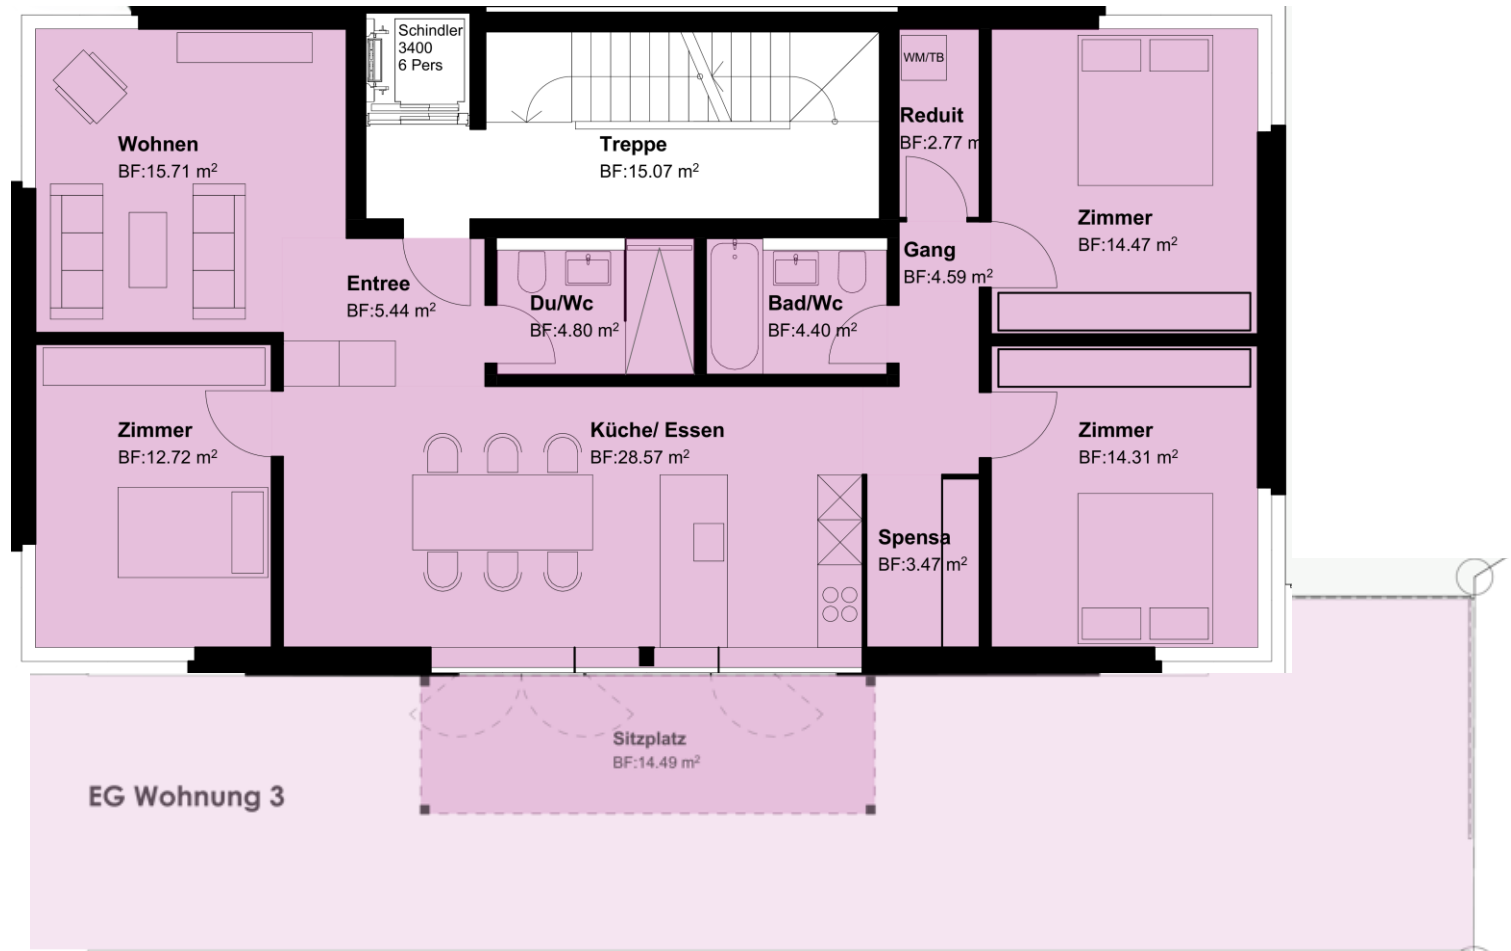 Schindler
3400
6 Pers
WM/TB
Reduit
BF:2.77 m
Wohnen
BF:15.71 m²
Treppe
BF:15.07 m²
Zimmer
BF:14.47 m²
Gang
BF:4.59 m²
Entree
BF:5.44 m²
Du/Wc
BF:4.80 m²
Bad/Wc
BF:4.40 m²
Zimmer
BF:12.72 m²
Küche/ Essen
BF:28.57 m²
Zimmer
BF:14.31 m²
Spensa
BF:3.47 m²
Sitzplatz
BF:14.49 m²
EG Wohnung 3